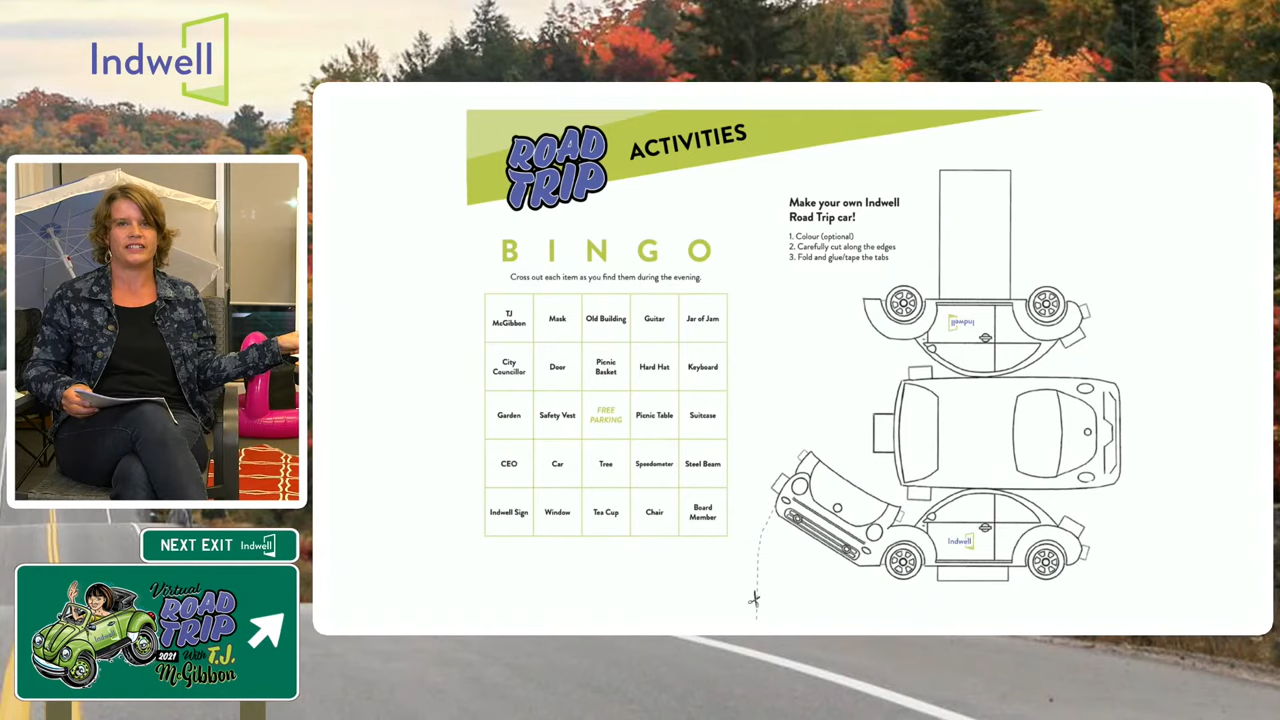 Indwell
ROAD
TRIP
ACTIVITIES
BINGO
Cross out each item as you find them during the evening.
T.J McGibbon Mask Old Building Guitar Jar of Jam
City Councillor Door Picnic Basket Hard Hat Keyboard
Garden Safety Vest FREE PARKING Picnic Table Suitcase
CEO Car Tree Speedometer Steel Beam
Indwell Sign Window Tea Cup Chair Board Member
Make your own Indwell
Road Trip car!
1. Colour (optional)
2. Carefully cut along the edges
3. Fold and glue/tape the tabs
Indwell
Indwell
NEXT EXIT Indwell
Virtual
ROAD
TRIP
2021 With T.J.
McGibbon
Indwell